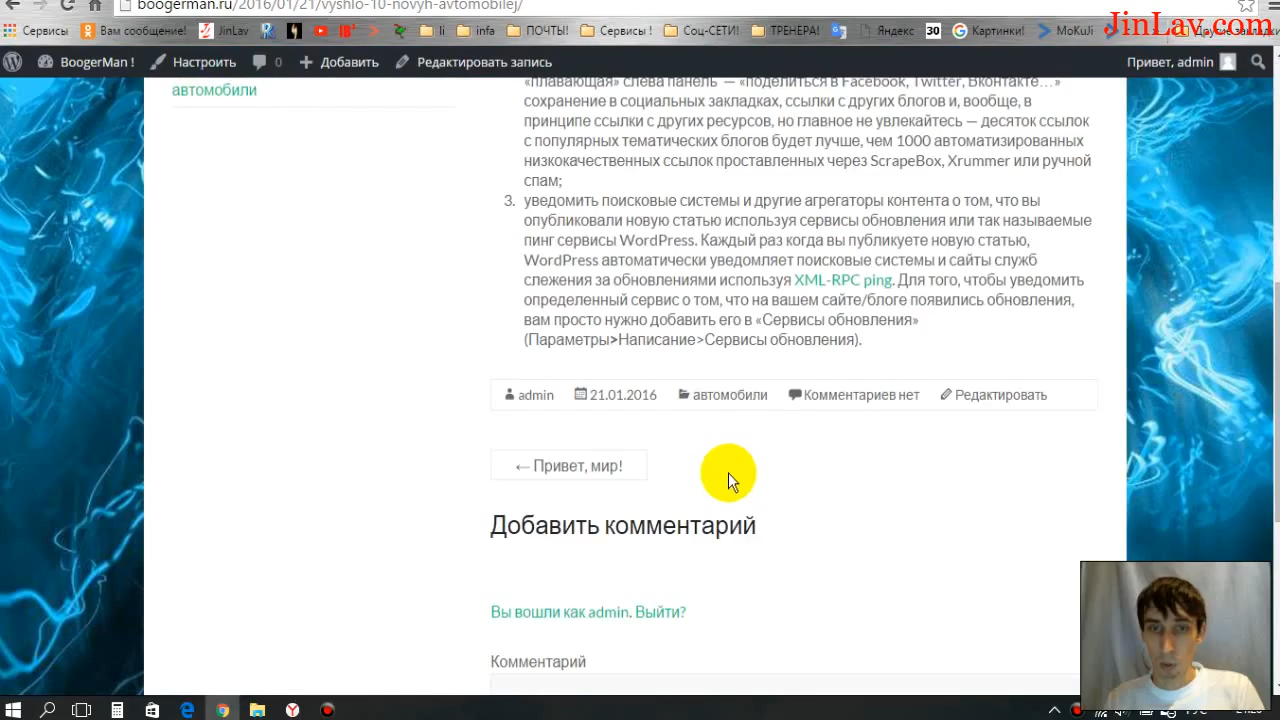 boogerman.ru/2016/01/21/vyshlo-10-novyh-avtomobilej/
JinLav.com
Сервисы Вам сообщение! JinLav li infa ПОЧТЫ! Сервисы ! Соц-СЕТИ! ТРЕНЕРА! Яндекс 30 Картинки! MoKuJi Другие закладки
BoogerMan ! Настроить 0 Добавить Редактировать запись Привет, admin
автомобили
«плавающая» слева панель — «поделиться в Facebook, Twitter, Вконтакте…»
сохранение в социальных закладках, ссылки с других блогов и, вообще, в
принципе ссылки с других ресурсов, но главное не увлекайтесь — десяток ссылок
с популярных тематических блогов будет лучше, чем 1000 автоматизированных
низкокачественных ссылок проставленных через ScrapeBox, Xrummer или ручной
спам;
3. уведомить поисковые системы и другие агрегаторы контента о том, что вы
опубликовали новую статью используя сервисы обновления или так называемые
пинг сервисы WordPress. Каждый раз когда вы публикуете новую статью,
WordPress автоматически уведомляет поисковые системы и сайты служб
слежения за обновлениями используя XML-RPC ping. Для того, чтобы уведомить
определенный сервис о том, что на вашем сайте/блоге появились обновления,
вам просто нужно добавить его в «Сервисы обновления»
(Параметры>Написание>Сервисы обновления).
admin 21.01.2016 автомобили Комментариев нет Редактировать
← Привет, мир!
Добавить комментарий
Вы вошли как admin. Выйти?
Комментарий